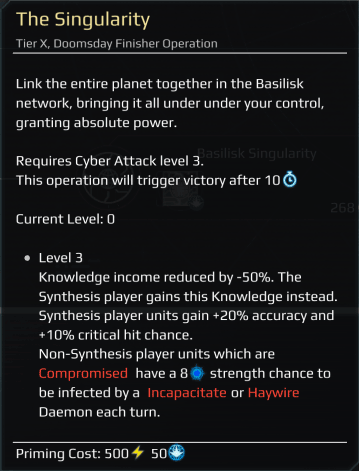 The Singularity
Tier X, Doomsday Finisher Operation
Link the entire planet together in the Basilisk
network, bringing it all under under your control,
granting absolute power.
Requires Cyber Attack level 3.
Basilisk Singularity
This operation will trigger victory after 10
268
Current Level: 0
• Level 3
Knowledge income reduced by -50%. The
Synthesis player gains this Knowledge instead.
Synthesis player units gain +20% accuracy and
+10% critical hit chance.
Non-Synthesis player units which are
Compromised have a 8 strength chance to
be infected by a Incapacitate or Haywire
Daemon each turn.
Priming Cost: 500 50